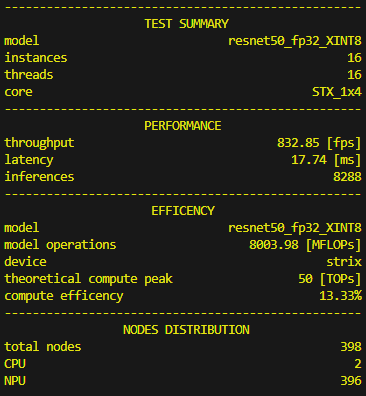 TEST SUMMARY
model resnet50_fp32_XINT8
instances 16
threads 16
core STX_1x4
PERFORMANCE
throughput 832.85 [fps]
latency 17.74 [ms]
inferences 8288
EFFICENCY
model resnet50_fp32_XINT8
model operations 8003.98 [MFLOPs]
device strix
theoretical compute peak 50 [TOPs]
compute efficency 13.33%
NODES DISTRIBUTION
total nodes 398
CPU 2
NPU 396